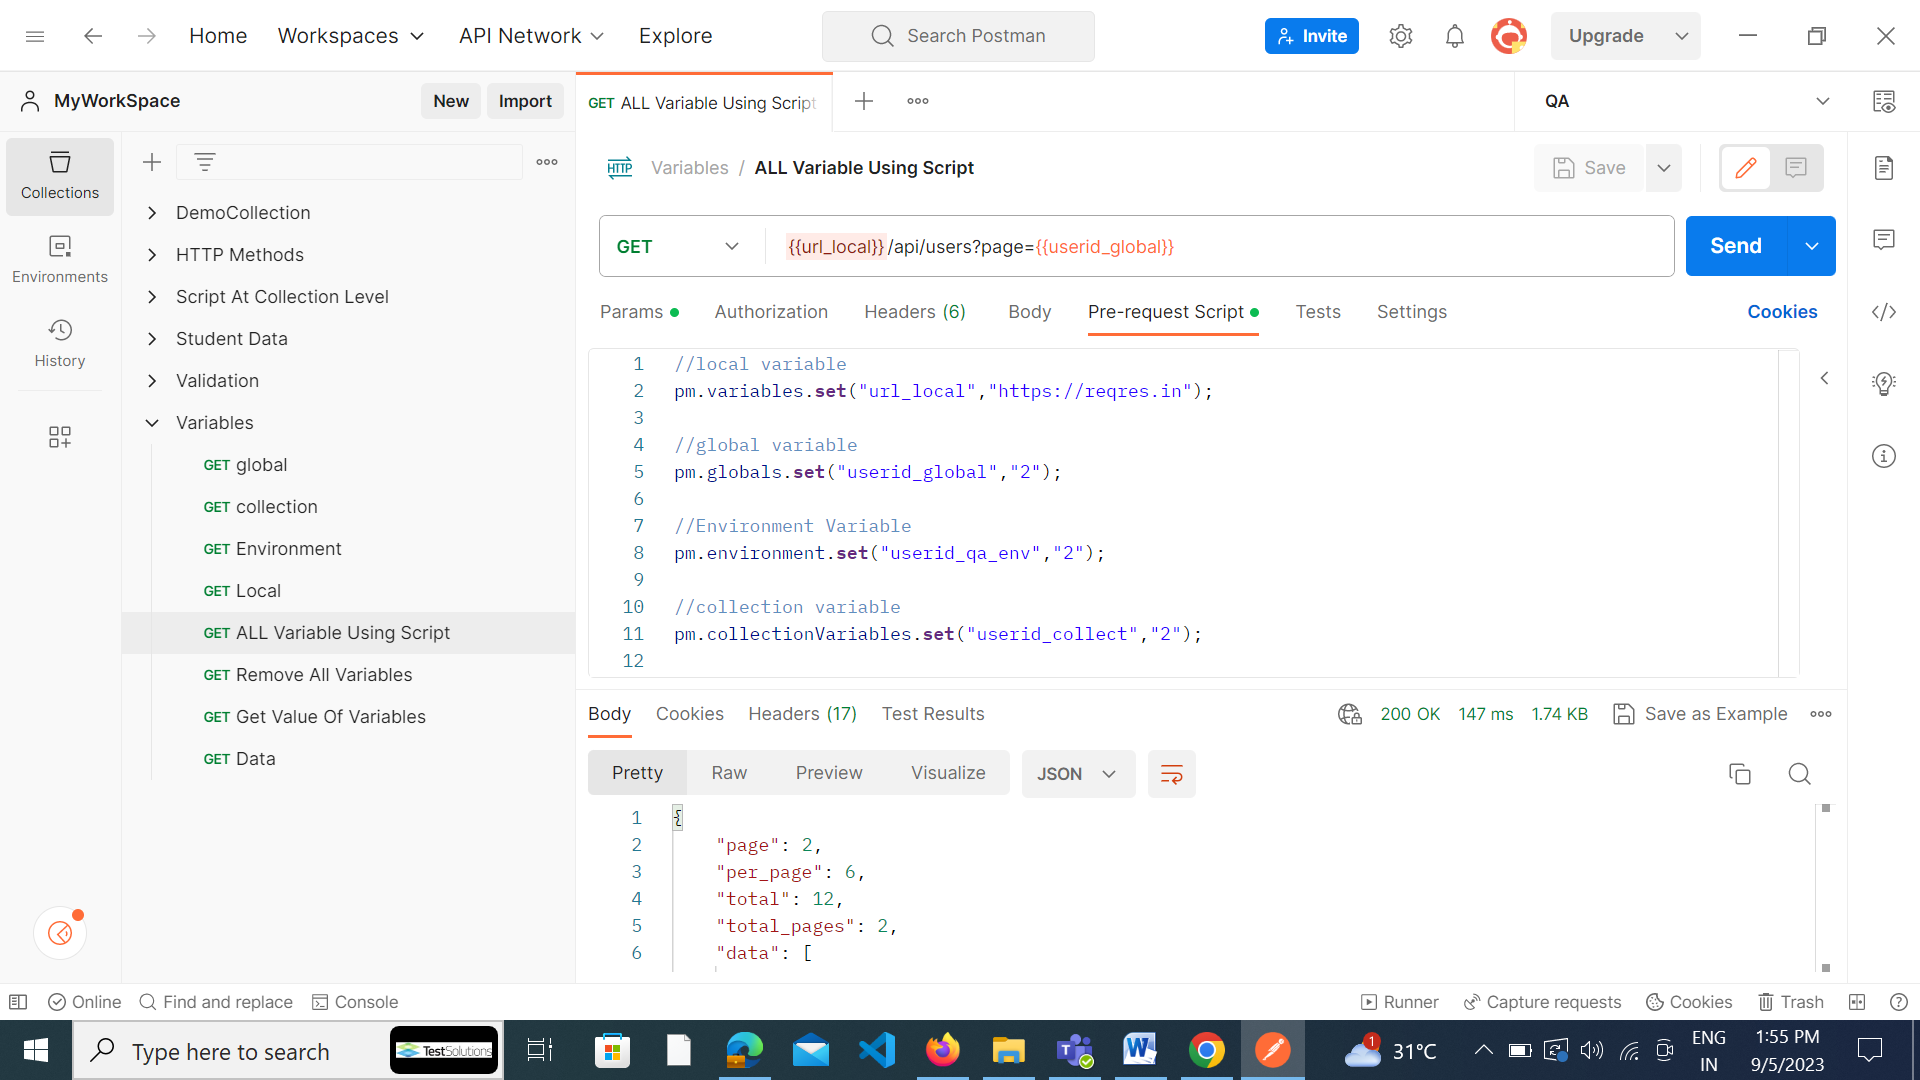 Home
Workspaces
API Network
Explore
Search Postman
Invite
Upgrade
MyWorkSpace
New
Import
GET ALL Variable Using Script
QA
Collections
Environments
History
DemoCollection
HTTP Methods
Script At Collection Level
Student Data
Validation
Variables
GET global
GET collection
GET Environment
GET Local
GET ALL Variable Using Script
GET Remove All Variables
GET Get Value Of Variables
GET Data
HTTP Variables / ALL Variable Using Script
Save
GET
{{url_local}}/api/users?page={{userid_global}}
Send
Params
Authorization
Headers (6)
Body
Pre-request Script
Tests
Settings
Cookies
1 //local variable
2 pm.variables.set("url_local","https://reqres.in");
3
4 //global variable
5 pm.globals.set("userid_global","2");
6
7 //Environment Variable
8 pm.environment.set("userid_qa_env","2");
9
10 //collection variable
11 pm.collectionVariables.set("userid_collect","2");
12
Body
Cookies
Headers (17)
Test Results
200 OK
147 ms
1.74 KB
Save as Example
Pretty
Raw
Preview
Visualize
JSON
1 {
2 "page": 2,
3 "per_page": 6,
4 "total": 12,
5 "total_pages": 2,
6 "data": [
Online
Find and replace
Console
Runner
Capture requests
Cookies
Trash
Type here to search
TestSolutions
1
31°C
ENG
IN
1:55 PM
9/5/2023